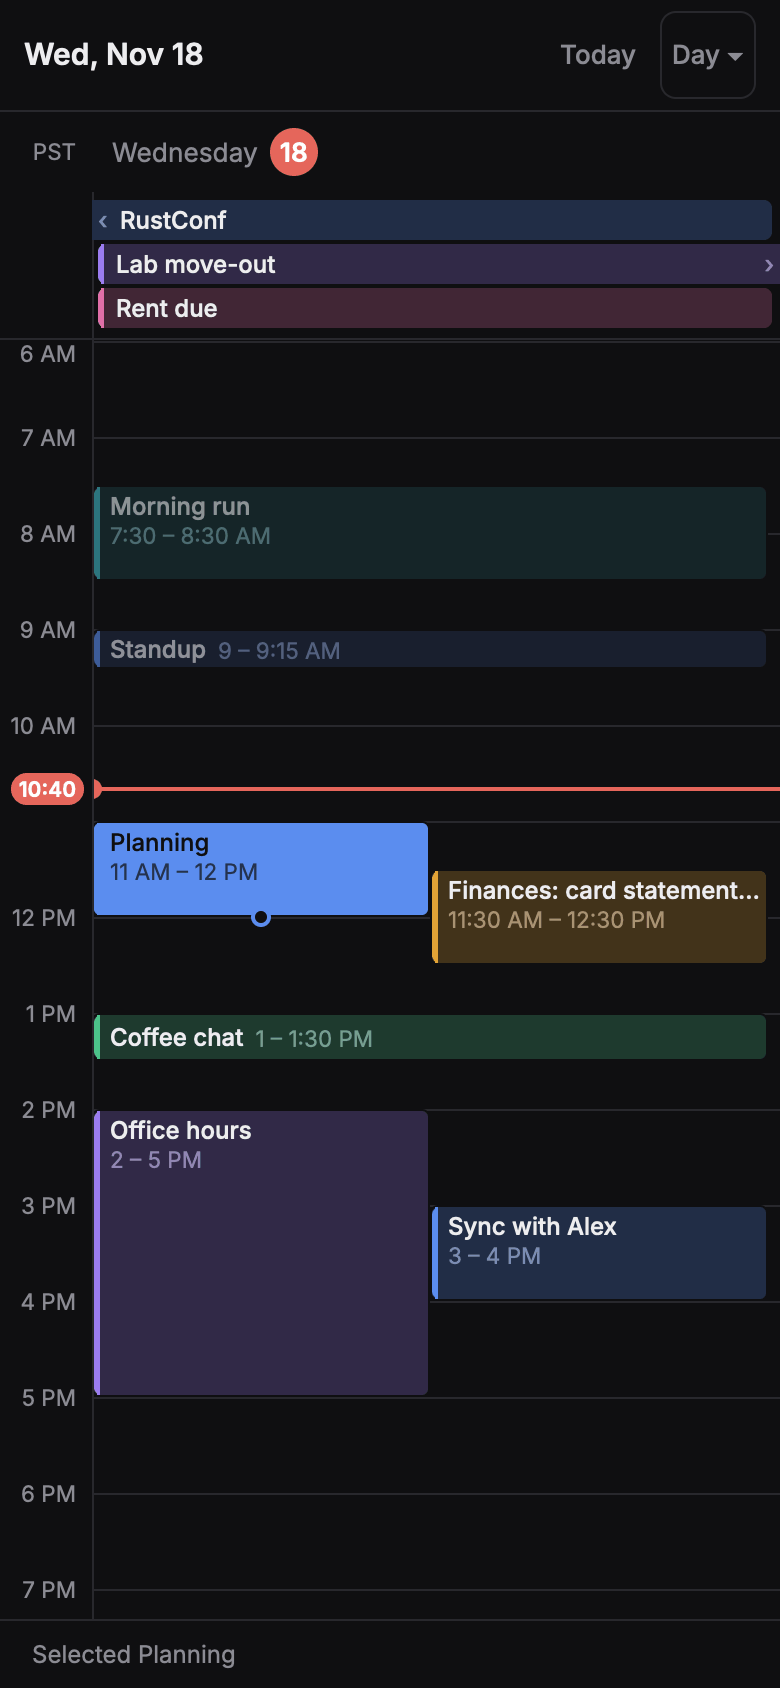 Wed, Nov 18
Today
Day
PST
Wednesday 18
‹ RustConf
Lab move-out ›
Rent due
6 AM
7 AM
Morning run
7:30 – 8:30 AM
8 AM
9 AM
Standup 9 – 9:15 AM
10 AM
10:40
Planning
11 AM – 12 PM
Finances: card statement...
11:30 AM – 12:30 PM
12 PM
1 PM
Coffee chat 1 – 1:30 PM
2 PM
Office hours
2 – 5 PM
3 PM
Sync with Alex
3 – 4 PM
4 PM
5 PM
6 PM
7 PM
Selected Planning